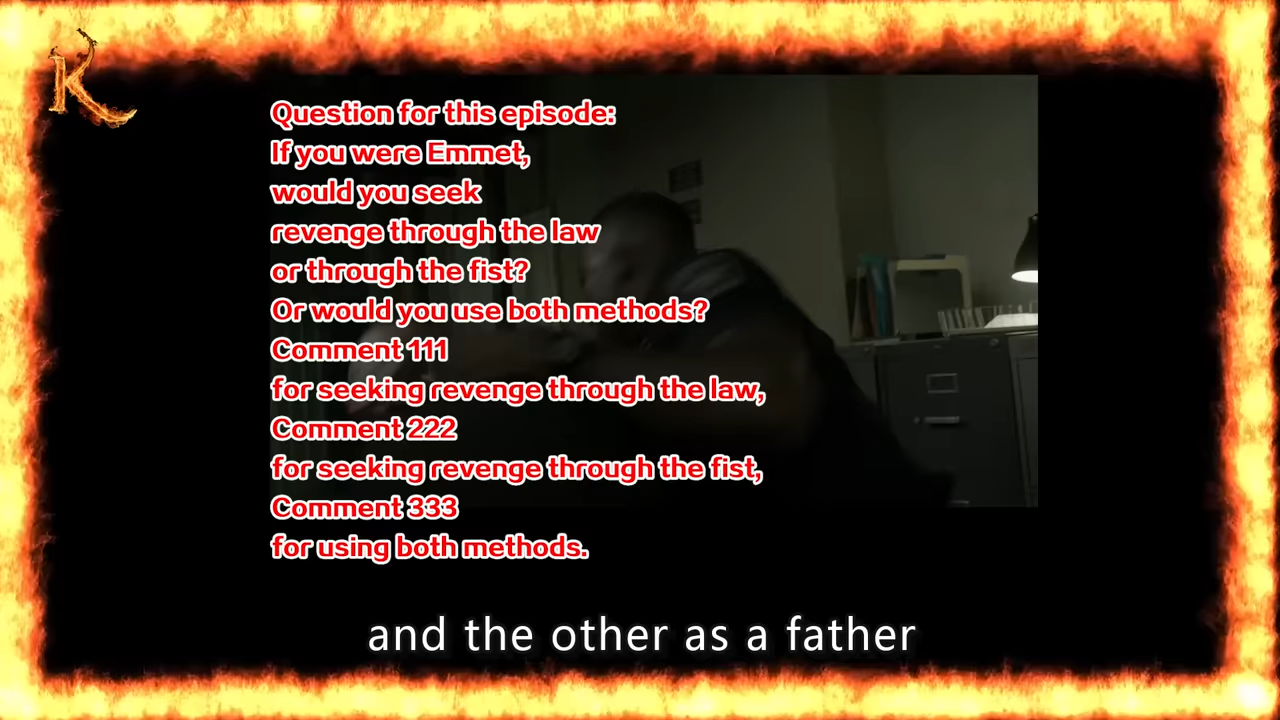 K
Question for this episode:
If you were Emmet,
would you seek
revenge through the law
or through the fist?
Or would you use both methods?
Comment 111
for seeking revenge through the law,
Comment 222
for seeking revenge through the fist,
Comment 333
for using both methods.
and the other as a father